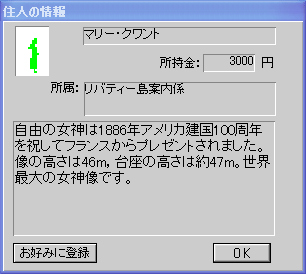 住人の情報
マリー・クワント
所持金: 3000 円
所属: リバティー島案内係
自由の女神は1886年アメリカ建国100周年
を祝してフランスからプレゼントされました。
像の高さは46m，台座の高さは約47m。世界
最大の女神像です。
お好みに登録 OK